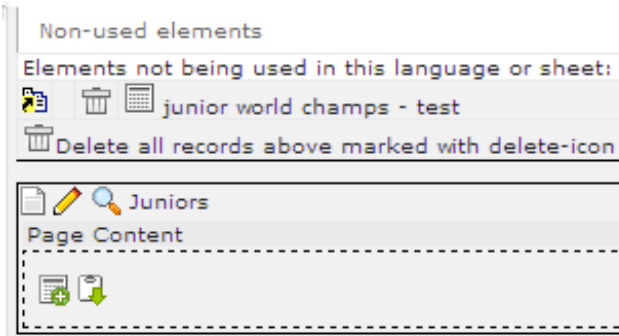 Non-used elements
Elements not being used in this language or sheet:
junior world champs - test
Delete all records above marked with delete-icon
Juniors
Page Content